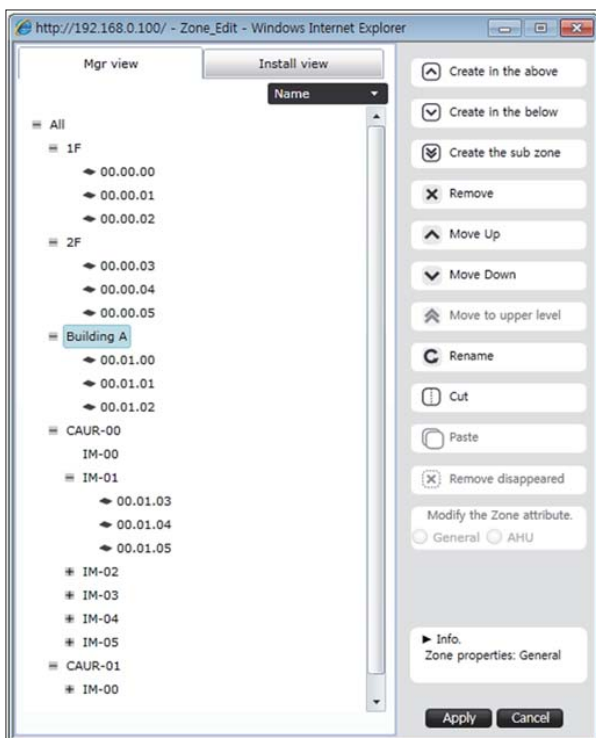 http://192.168.0.100/ - Zone_Edit - Windows Internet Explorer
Mgr view
Install view
Name
All
1F
00.00.00
00.00.01
00.00.02
2F
00.00.03
00.00.04
00.00.05
Building A
00.01.00
00.01.01
00.01.02
CAUR-00
IM-00
IM-01
00.01.03
00.01.04
00.01.05
IM-02
IM-03
IM-04
IM-05
CAUR-01
IM-00
Create in the above
Create in the below
Create the sub zone
Remove
Move Up
Move Down
Move to upper level
Rename
Cut
Paste
Remove disappeared
Modify the Zone attribute.
General AHU
Info.
Zone properties: General
Apply Cancel